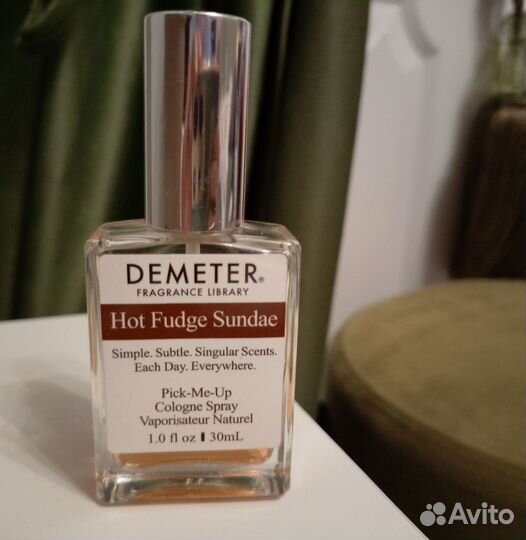 DEMETER®
FRAGRANCE LIBRARY
Hot Fudge Sundae
Simple. Subtle. Singular Scents.
Each Day. Everywhere.
Pick-Me-Up
Cologne Spray
Vaporisateur Naturel
1.0 fl oz ▮ 30mL
Avito